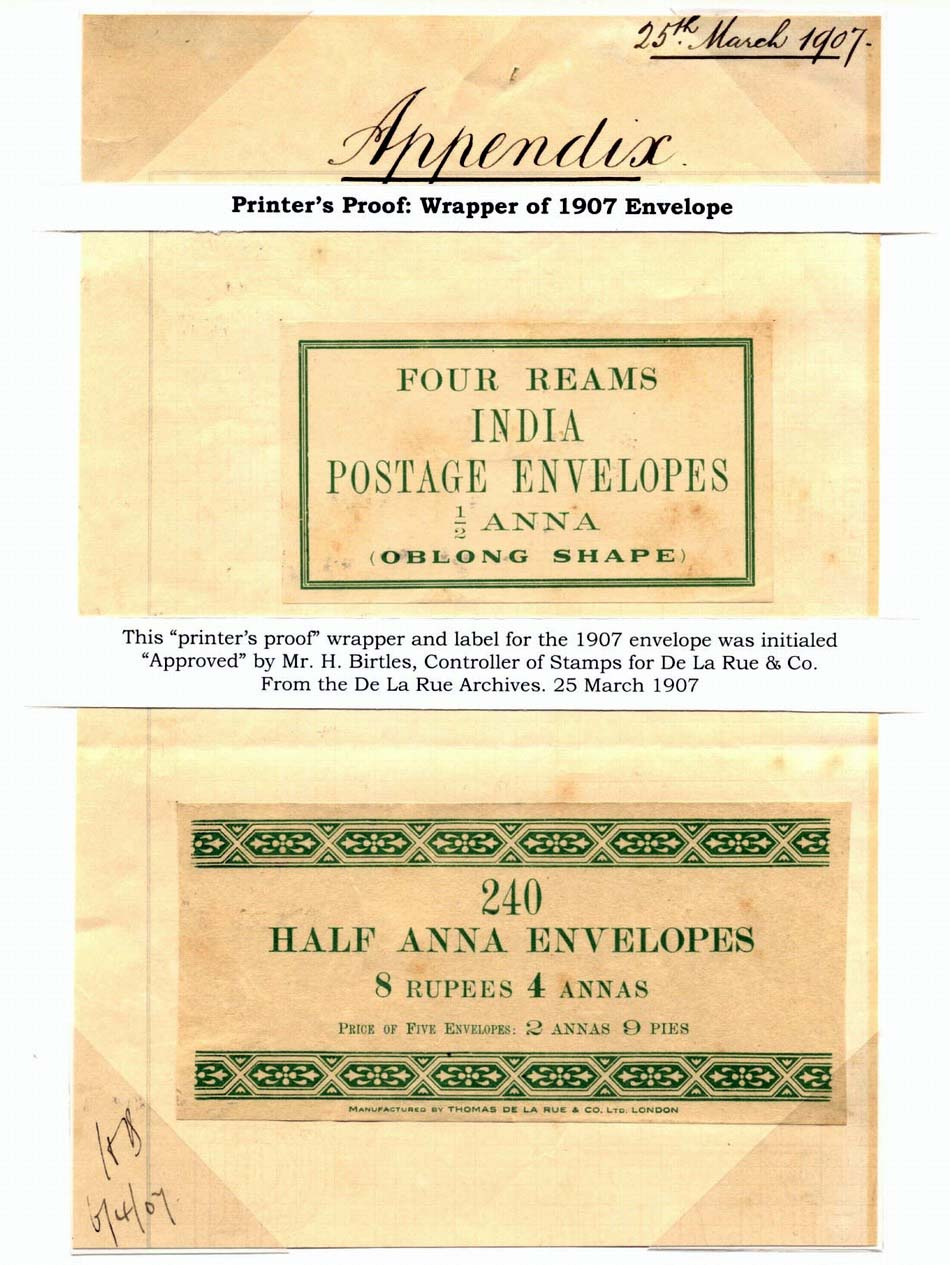 25th March 1907.
Appendix.
Printer's Proof: Wrapper of 1907 Envelope
FOUR REAMS
INDIA
POSTAGE ENVELOPES
½ ANNA
(OBLONG SHAPE)
This “printer's proof” wrapper and label for the 1907 envelope was initialed
“Approved” by Mr. H. Birtles, Controller of Stamps for De La Rue & Co.
From the De La Rue Archives. 25 March 1907
240
HALF ANNA ENVELOPES
8 RUPEES 4 ANNAS
PRICE OF FIVE ENVELOPES: 2 ANNAS 9 PIES
MANUFACTURED BY THOMAS DE LA RUE & CO. LTD. LONDON
HB